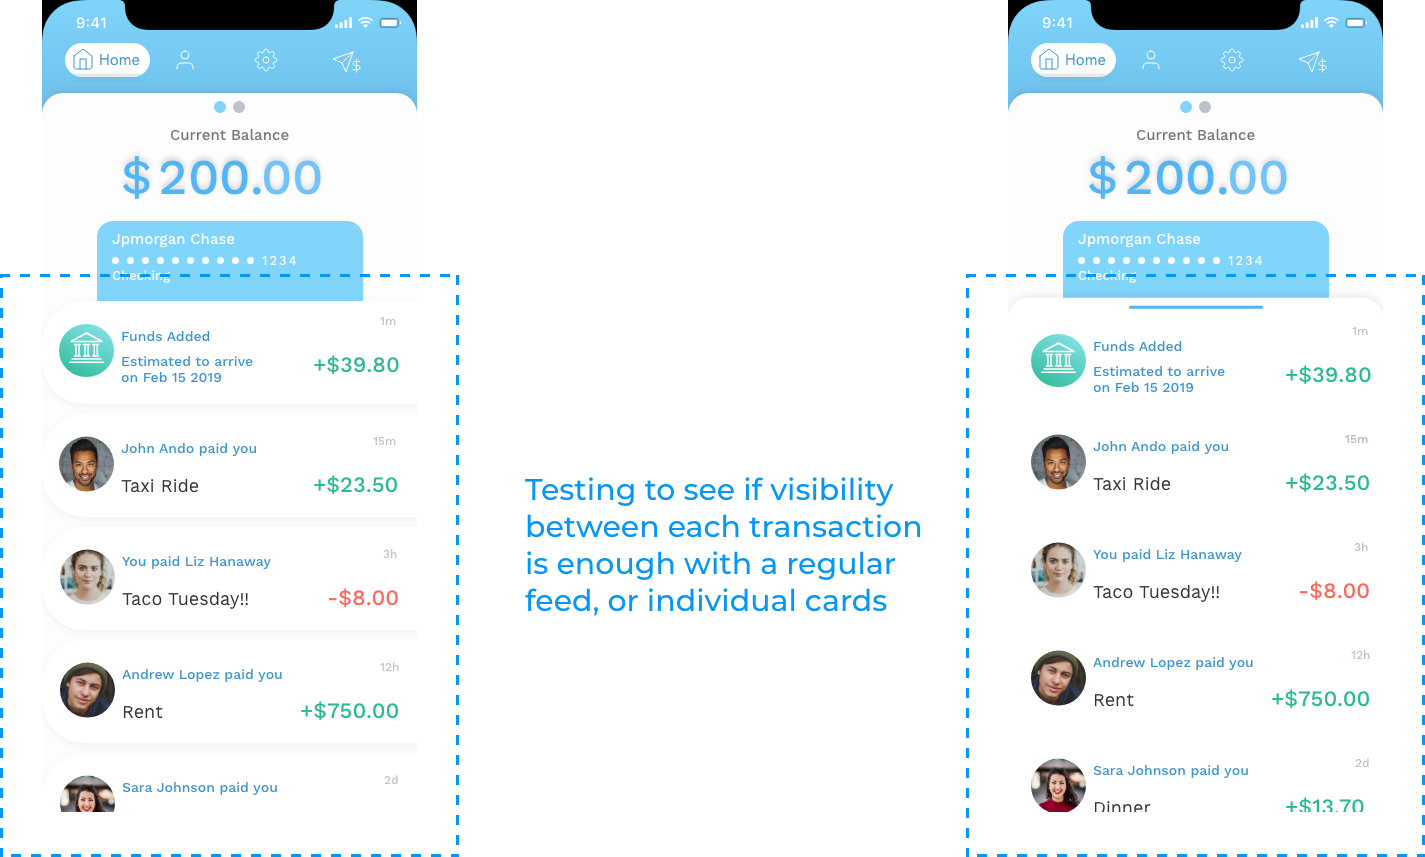 9:41
Home
$
Current Balance
$200.00
Jpmorgan Chase
1234
Checking
1m
Funds Added
Estimated to arrive
on Feb 15 2019
+$39.80
15m
John Ando paid you
Taxi Ride
+$23.50
3h
You paid Liz Hanaway
Taco Tuesday!!
-$8.00
12h
Andrew Lopez paid you
Rent
+$750.00
2d
Sara Johnson paid you
Testing to see if visibility
between each transaction
is enough with a regular
feed, or individual cards
9:41
Home
$
Current Balance
$200.00
Jpmorgan Chase
1234
Checking
1m
Funds Added
Estimated to arrive
on Feb 15 2019
+$39.80
15m
John Ando paid you
Taxi Ride
+$23.50
3h
You paid Liz Hanaway
Taco Tuesday!!
-$8.00
12h
Andrew Lopez paid you
Rent
+$750.00
2d
Sara Johnson paid you
Dinner
+$13.70